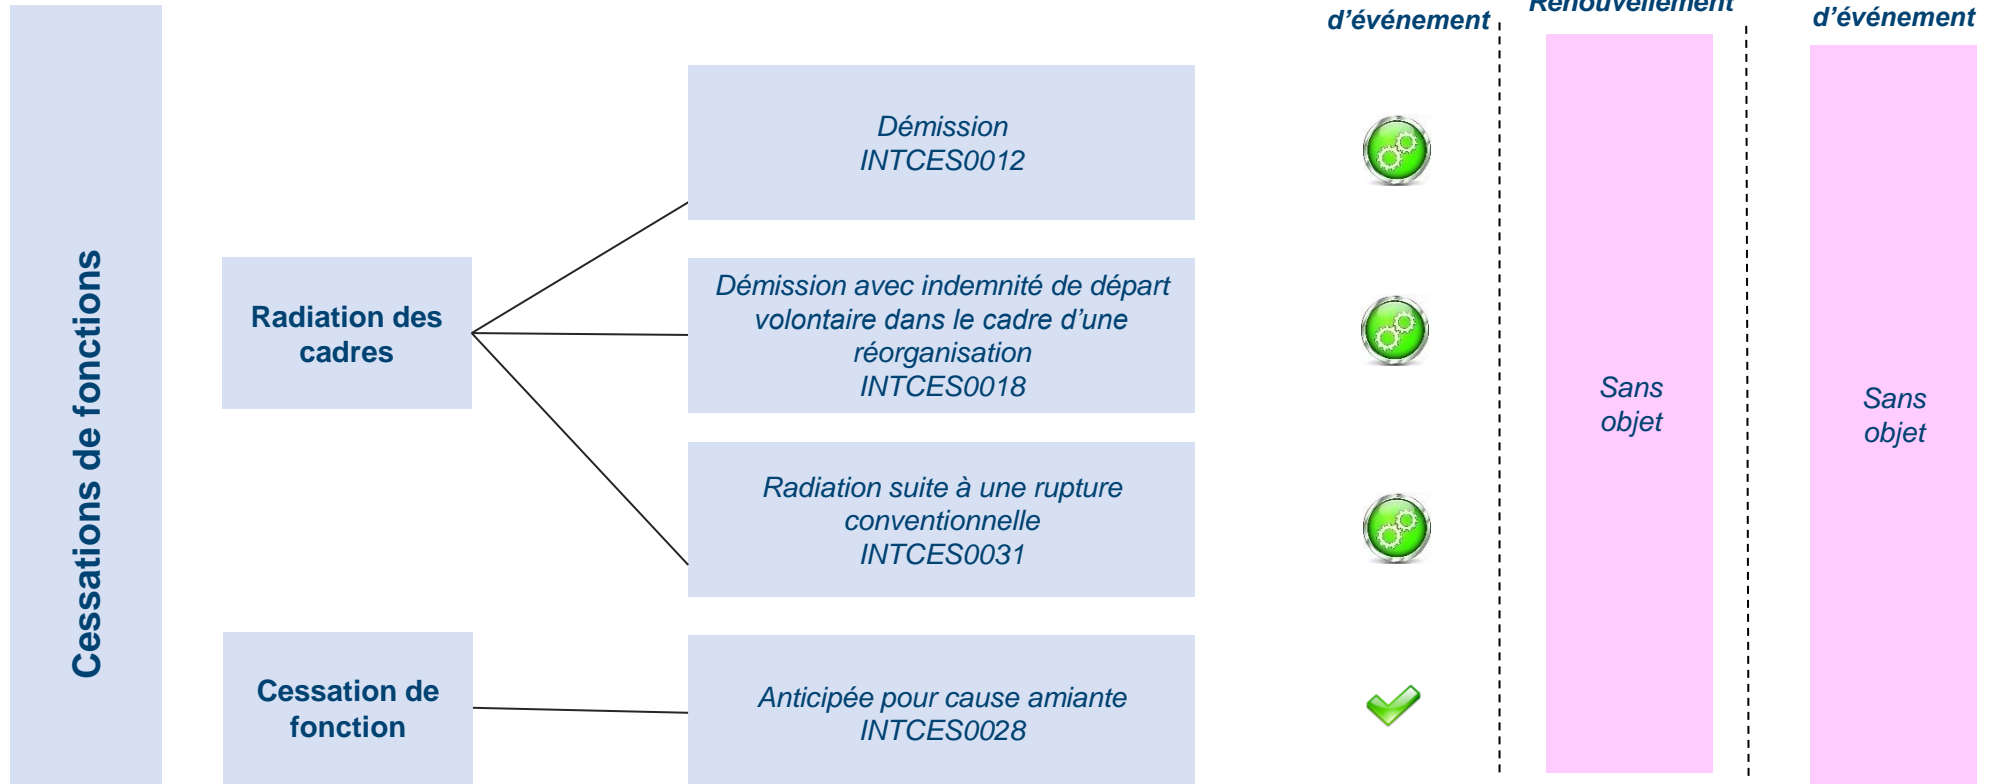 d’événement
Renouvellement
d’événement
Cessations de fonctions
Radiation des
cadres
Démission
INTCES0012
Démission avec indemnité de départ
volontaire dans le cadre d’une
réorganisation
INTCES0018
Radiation suite à une rupture
conventionnelle
INTCES0031
Cessation de
fonction
Anticipée pour cause amiante
INTCES0028
Sans
objet
Sans
objet